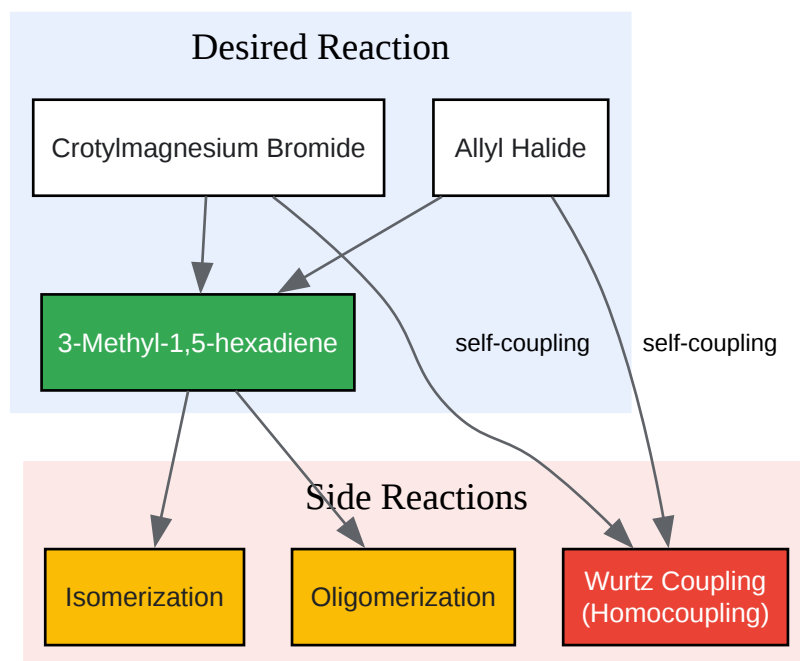 Desired Reaction
Crotylmagnesium Bromide
Allyl Halide
3-Methyl-1,5-hexadiene
self-coupling
self-coupling
Side Reactions
Isomerization
Oligomerization
Wurtz Coupling
(Homocoupling)